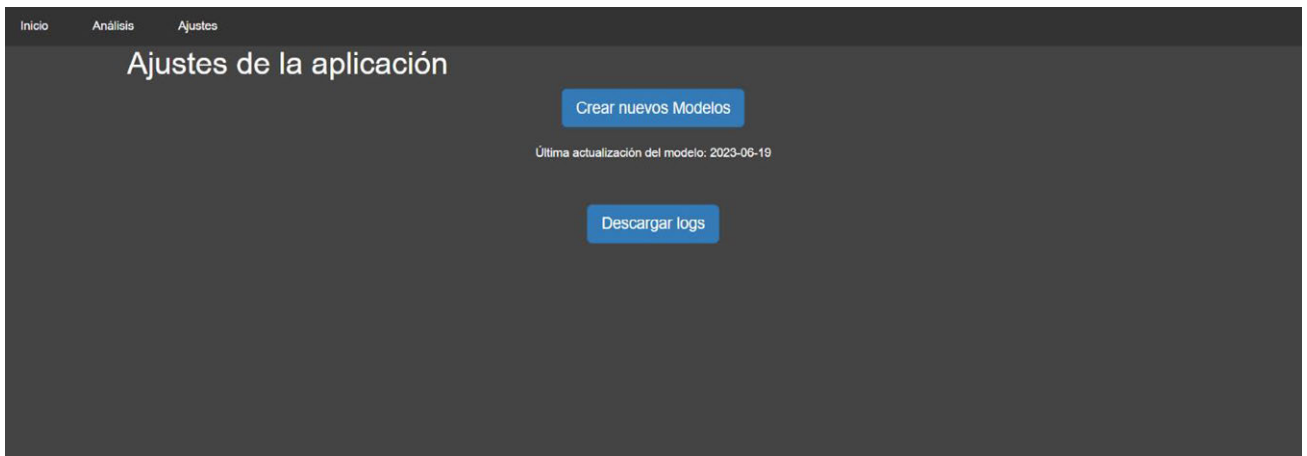 Inicio Análisis Ajustes
Ajustes de la aplicación
Crear nuevos Modelos
Última actualización del modelo: 2023-06-19
Descargar logs